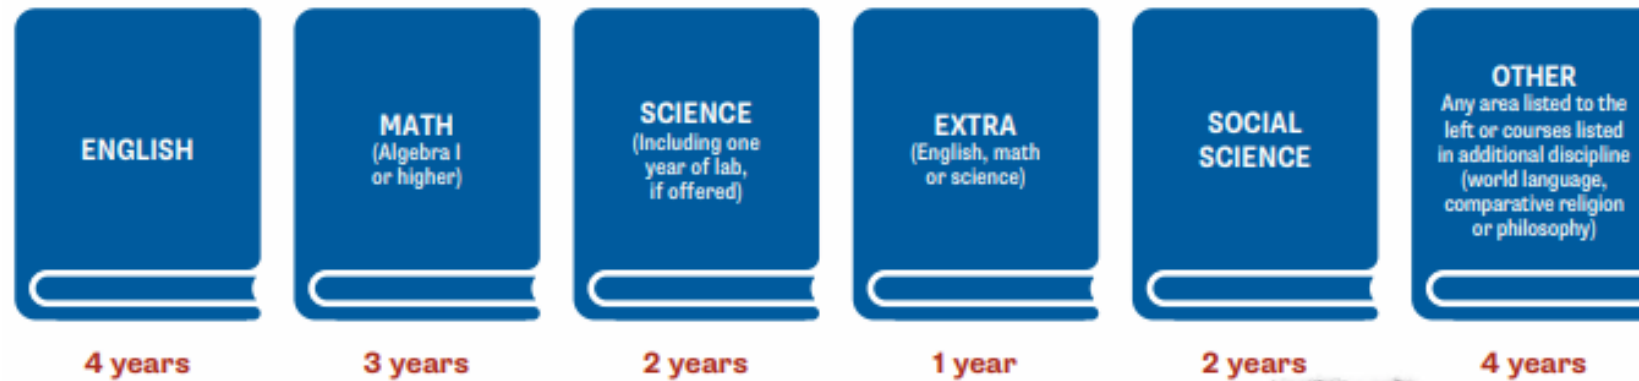 ENGLISH
MATH
(Algebra I
or higher)
SCIENCE
(Including one
year of lab,
if offered)
EXTRA
(English, math
or science)
SOCIAL
SCIENCE
OTHER
Any area listed to the
left or courses listed
in additional discipline
(world language,
comparative religion
or philosophy)
4 years
3 years
2 years
1 year
2 years
4 years